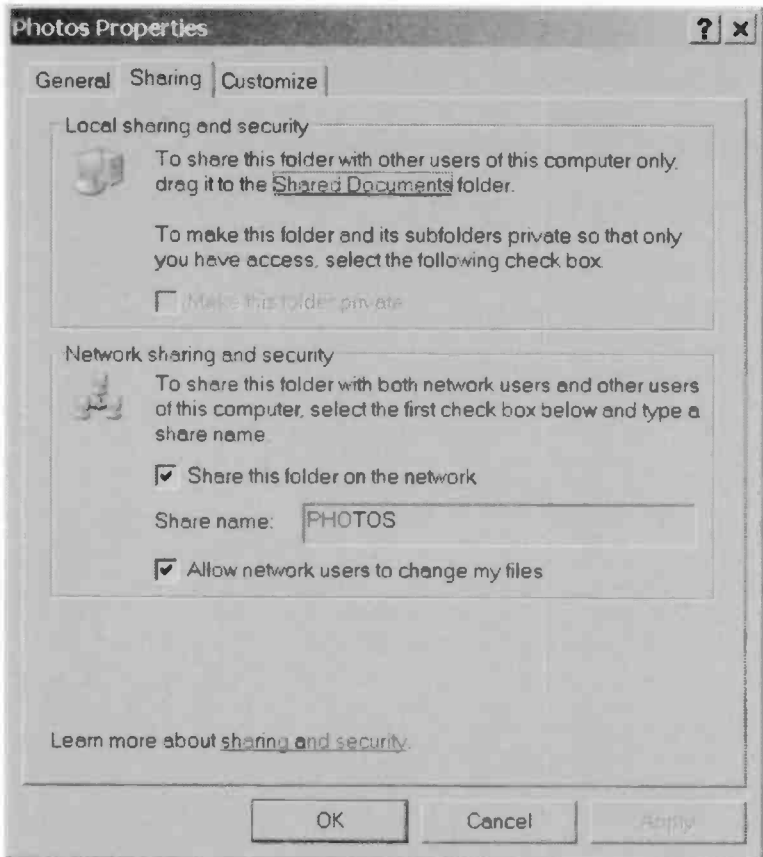 Photos Properties
? ×
General Sharing Customize
Local sharing and security
To share this folder with other users of this computer only,
drag it to the Shared Documents folder.
To make this folder and its subfolders private so that only
you have access, select the following check box
Make this folder private
Network sharing and security
To share this folder with both network users and other users
of this computer, select the first check box below and type a
share name
Share this folder on the network
Share name: PHOTOS
Allow network users to change my files
Learn more about sharing and security.
OK Cancel Apply